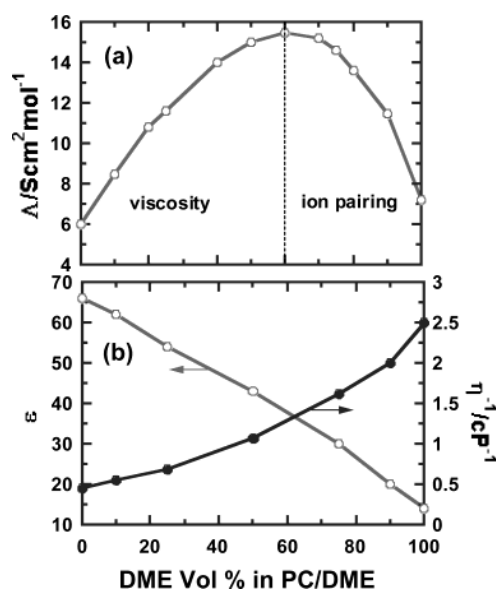 16
14
12
10
8
6
4
Λ/Scm²mol⁻¹
(a)
viscosity
ion pairing
70
60
50
40
30
20
10
ε
(b)
3
2.5
2
1.5
1
0.5
0
η⁻¹/cP⁻¹
0 20 40 60 80 100
DME Vol % in PC/DME